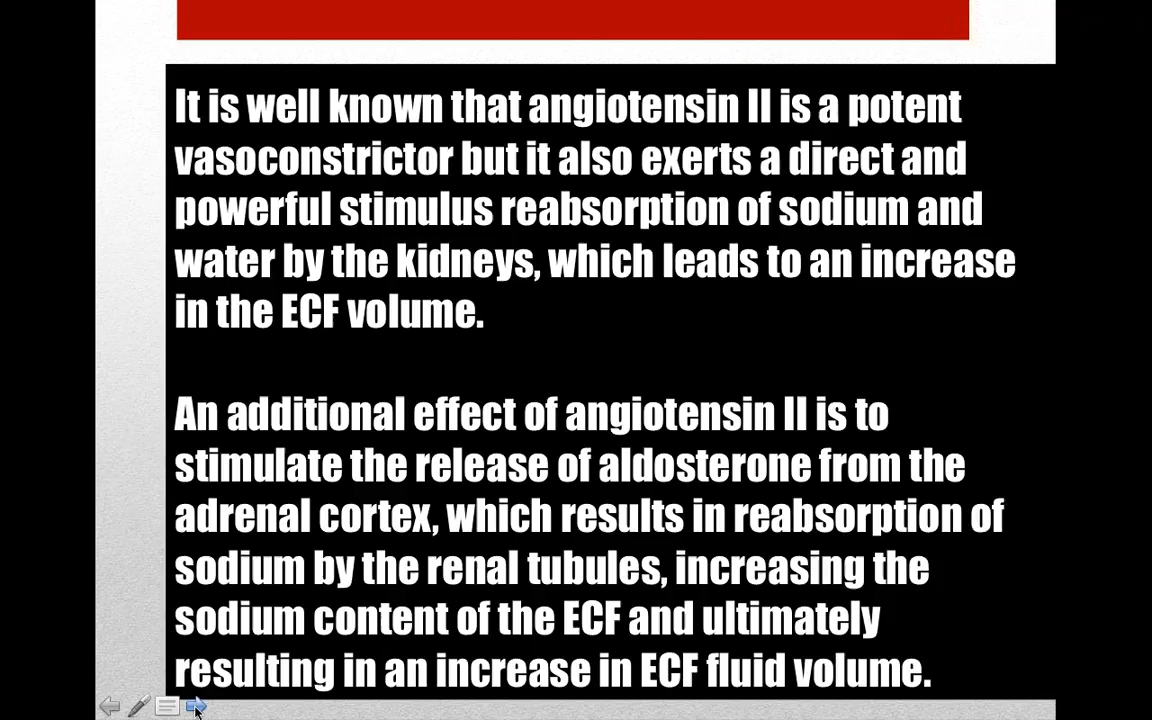 It is well known that angiotensin II is a potent
vasoconstrictor but it also exerts a direct and
powerful stimulus reabsorption of sodium and
water by the kidneys, which leads to an increase
in the ECF volume.
An additional effect of angiotensin II is to
stimulate the release of aldosterone from the
adrenal cortex, which results in reabsorption of
sodium by the renal tubules, increasing the
sodium content of the ECF and ultimately
resulting in an increase in ECF fluid volume.